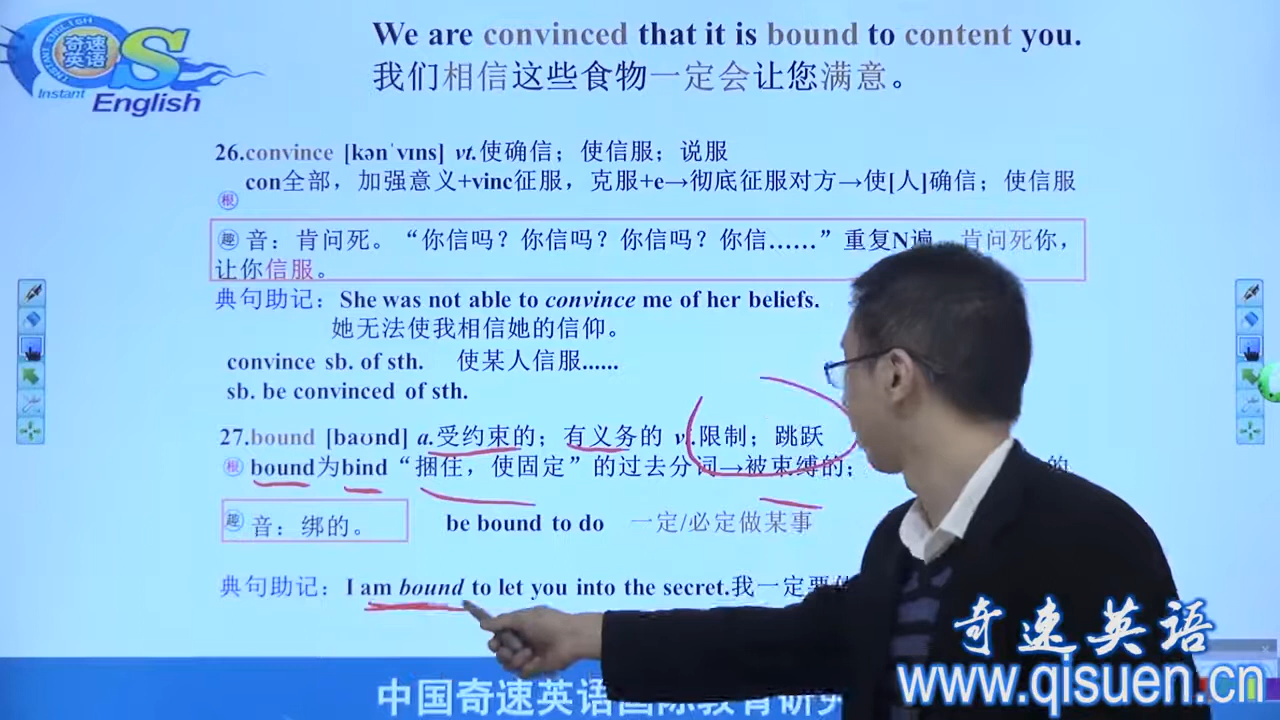 INSTANT ENGLISH
奇速
英语
S
Instant
English
We are convinced that it is bound to content you.
我们相信这些食物一定会让您满意。
26.convince [kənˈvɪns] vt.使确信；使信服；说服
con全部，加强意义+vinc征服，克服+e→彻底征服对方→使[人]确信；使信服
根
趣 音：肯问死。“你信吗？你信吗？你信吗？你信……”重复N遍，肯问死你，
让你信服。
典句助记：She was not able to convince me of her beliefs.
她无法使我相信她的信仰。
convince sb. of sth. 使某人信服......
sb. be convinced of sth.
27.bound [baʊnd] a.受约束的；有义务的 v.限制；跳跃
根 bound为bind“捆住，使固定”的过去分词→被束缚的； 的
趣 音：绑的。 be bound to do 一定/必定做某事
典句助记：I am bound to let you into the secret.我一定要
奇速英语
www.qisuen.cn
中国奇速英语国际教育研